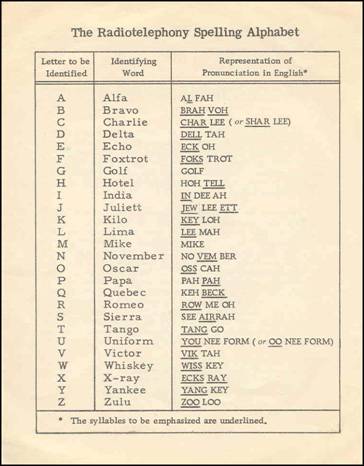 The Radiotelephony Spelling Alphabet
Letter to be Identified Identifying Word Representation of Pronunciation in English*
A Alfa AL FAH
B Bravo BRAH VOH
C Charlie CHAR LEE (or SHAR LEE)
D Delta DELL TAH
E Echo ECK OH
F Foxtrot FOKS TROT
G Golf GOLF
H Hotel HOH TELL
I India IN DEE AH
J Juliett JEW LEE ETT
K Kilo KEY LOH
L Lima LEE MAH
M Mike MIKE
N November NO VEM BER
O Oscar OSS CAH
P Papa PAH PAH
Q Quebec KEH BECK
R Romeo ROW ME OH
S Sierra SEE AIRRAH
T Tango TANG GO
U Uniform YOU NEE FORM (or OO NEE FORM)
V Victor VIK TAH
W Whiskey WISS KEY
X X-ray ECKS RAY
Y Yankee YANG KEY
Z Zulu ZOO LOO
* The syllables to be emphasized are underlined.